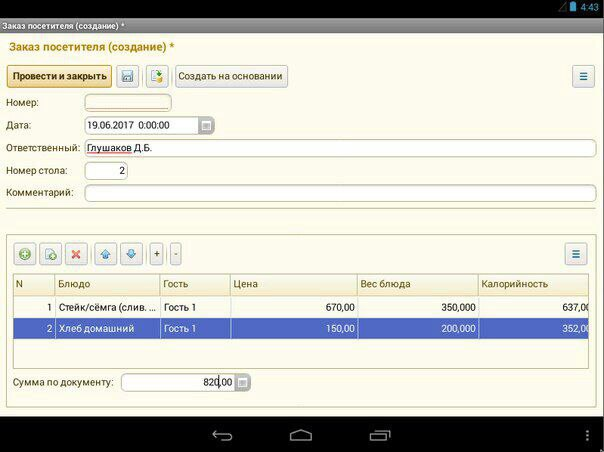 4:43
Заказ посетителя (создание) *
Заказ посетителя (создание) *
Провести и закрыть Создать на основании
Номер:
Дата: 19.06.2017 0:00:00
Ответственный: Глушаков Д.Б.
Номер стола: 2
Комментарий:
+ -
N Блюдо Гость Цена Вес блюда Калорийность
1 Стейк/сёмга (слив. ... Гость 1 670,00 350,000 637,00
2 Хлеб домашний Гость 1 150,00 200,000 352,00
Сумма по документу: 820,00